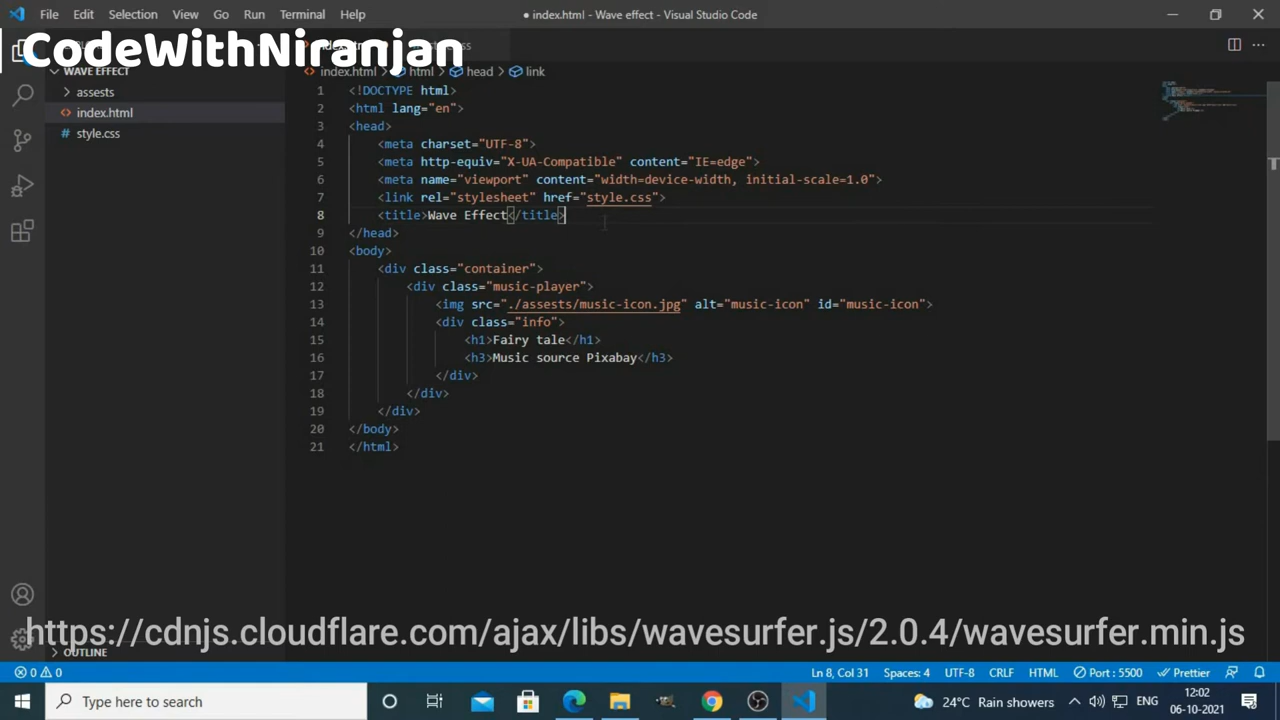 File Edit Selection View Go Run Terminal Help
● index.html - Wave effect - Visual Studio Code
CodeWithNiranjan
WAVE EFFECT
assests
index.html
style.css
OUTLINE
index.html > html > head > link
1 <!DOCTYPE html>
2 <html lang="en">
3 <head>
4 <meta charset="UTF-8">
5 <meta http-equiv="X-UA-Compatible" content="IE=edge">
6 <meta name="viewport" content="width=device-width, initial-scale=1.0">
7 <link rel="stylesheet" href="style.css">
8 <title>Wave Effect</title>
9 </head>
10 <body>
11 <div class="container">
12 <div class="music-player">
13 <img src="./assests/music-icon.jpg" alt="music-icon" id="music-icon">
14 <div class="info">
15 <h1>Fairy tale</h1>
16 <h3>Music source Pixabay</h3>
17 </div>
18 </div>
19 </div>
20 </body>
21 </html>
https://cdnjs.cloudflare.com/ajax/libs/wavesurfer.js/2.0.4/wavesurfer.min.js
0 0 Ln 8, Col 31 Spaces: 4 UTF-8 CRLF HTML Port : 5500 Prettier
Type here to search
24°C Rain showers ENG
12:02
06-10-2021